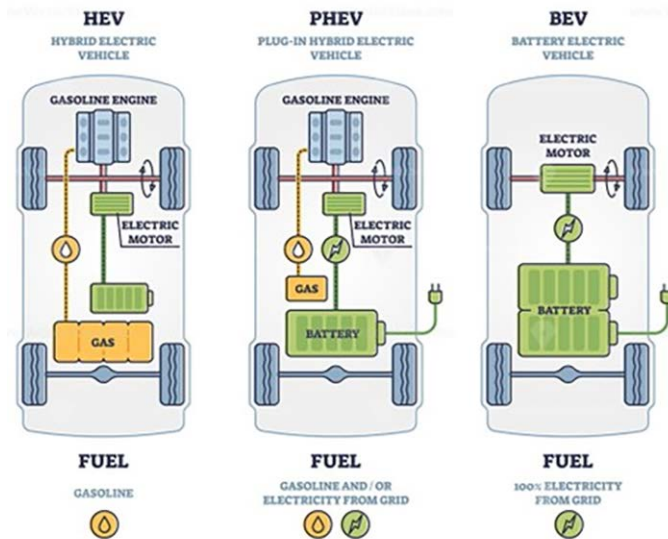 HEV
HYBRID ELECTRIC
VEHICLE
GASOLINE ENGINE
ELECTRIC
MOTOR
GAS
FUEL
GASOLINE
PHEV
PLUG-IN HYBRID ELECTRIC
VEHICLE
GASOLINE ENGINE
ELECTRIC
MOTOR
GAS
BATTERY
FUEL
GASOLINE AND / OR
ELECTRICITY FROM GRID
BEV
BATTERY ELECTRIC
VEHICLE
ELECTRIC
MOTOR
BATTERY
FUEL
100% ELECTRICITY
FROM GRID